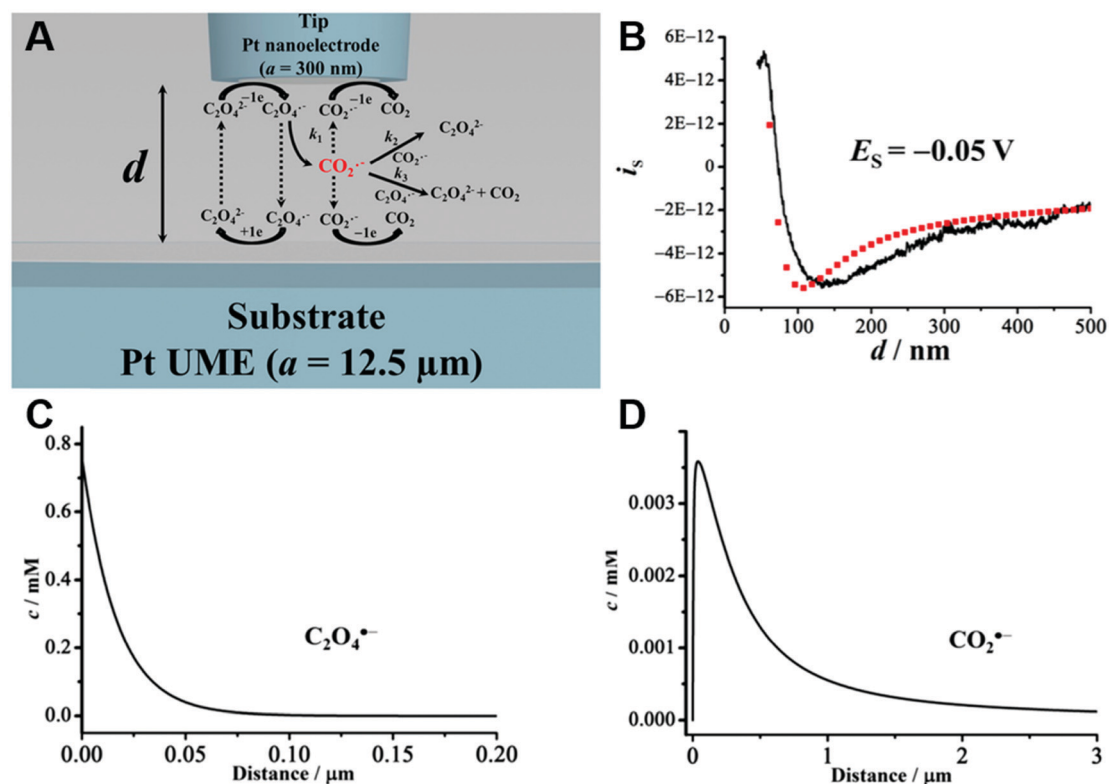 A
Tip
Pt nanoelectrode
(a = 300 nm)
C₂O₄²⁻ −1e C₂O₄•⁻ CO₂•⁻ −1e CO₂
d
k₁
k₂
C₂O₄²⁻
CO₂•⁻
CO₂•⁻
k₃
C₂O₄•⁻
C₂O₄²⁻ + CO₂
C₂O₄²⁻ C₂O₄•⁻ CO₂•⁻ CO₂
+1e −1e
Substrate
Pt UME (a = 12.5 μm)
B
6E−12
4E−12
2E−12
0
−2E−12
−4E−12
−6E−12
iₛ
E_S = −0.05 V
0 100 200 300 400 500
d / nm
C
0.8
0.6
0.4
0.2
0.0
c / mM
C₂O₄•−
0.00 0.05 0.10 0.15 0.20
Distance / μm
D
0.003
0.002
0.001
0.000
c / mM
CO₂•−
0 1 2 3
Distance / μm